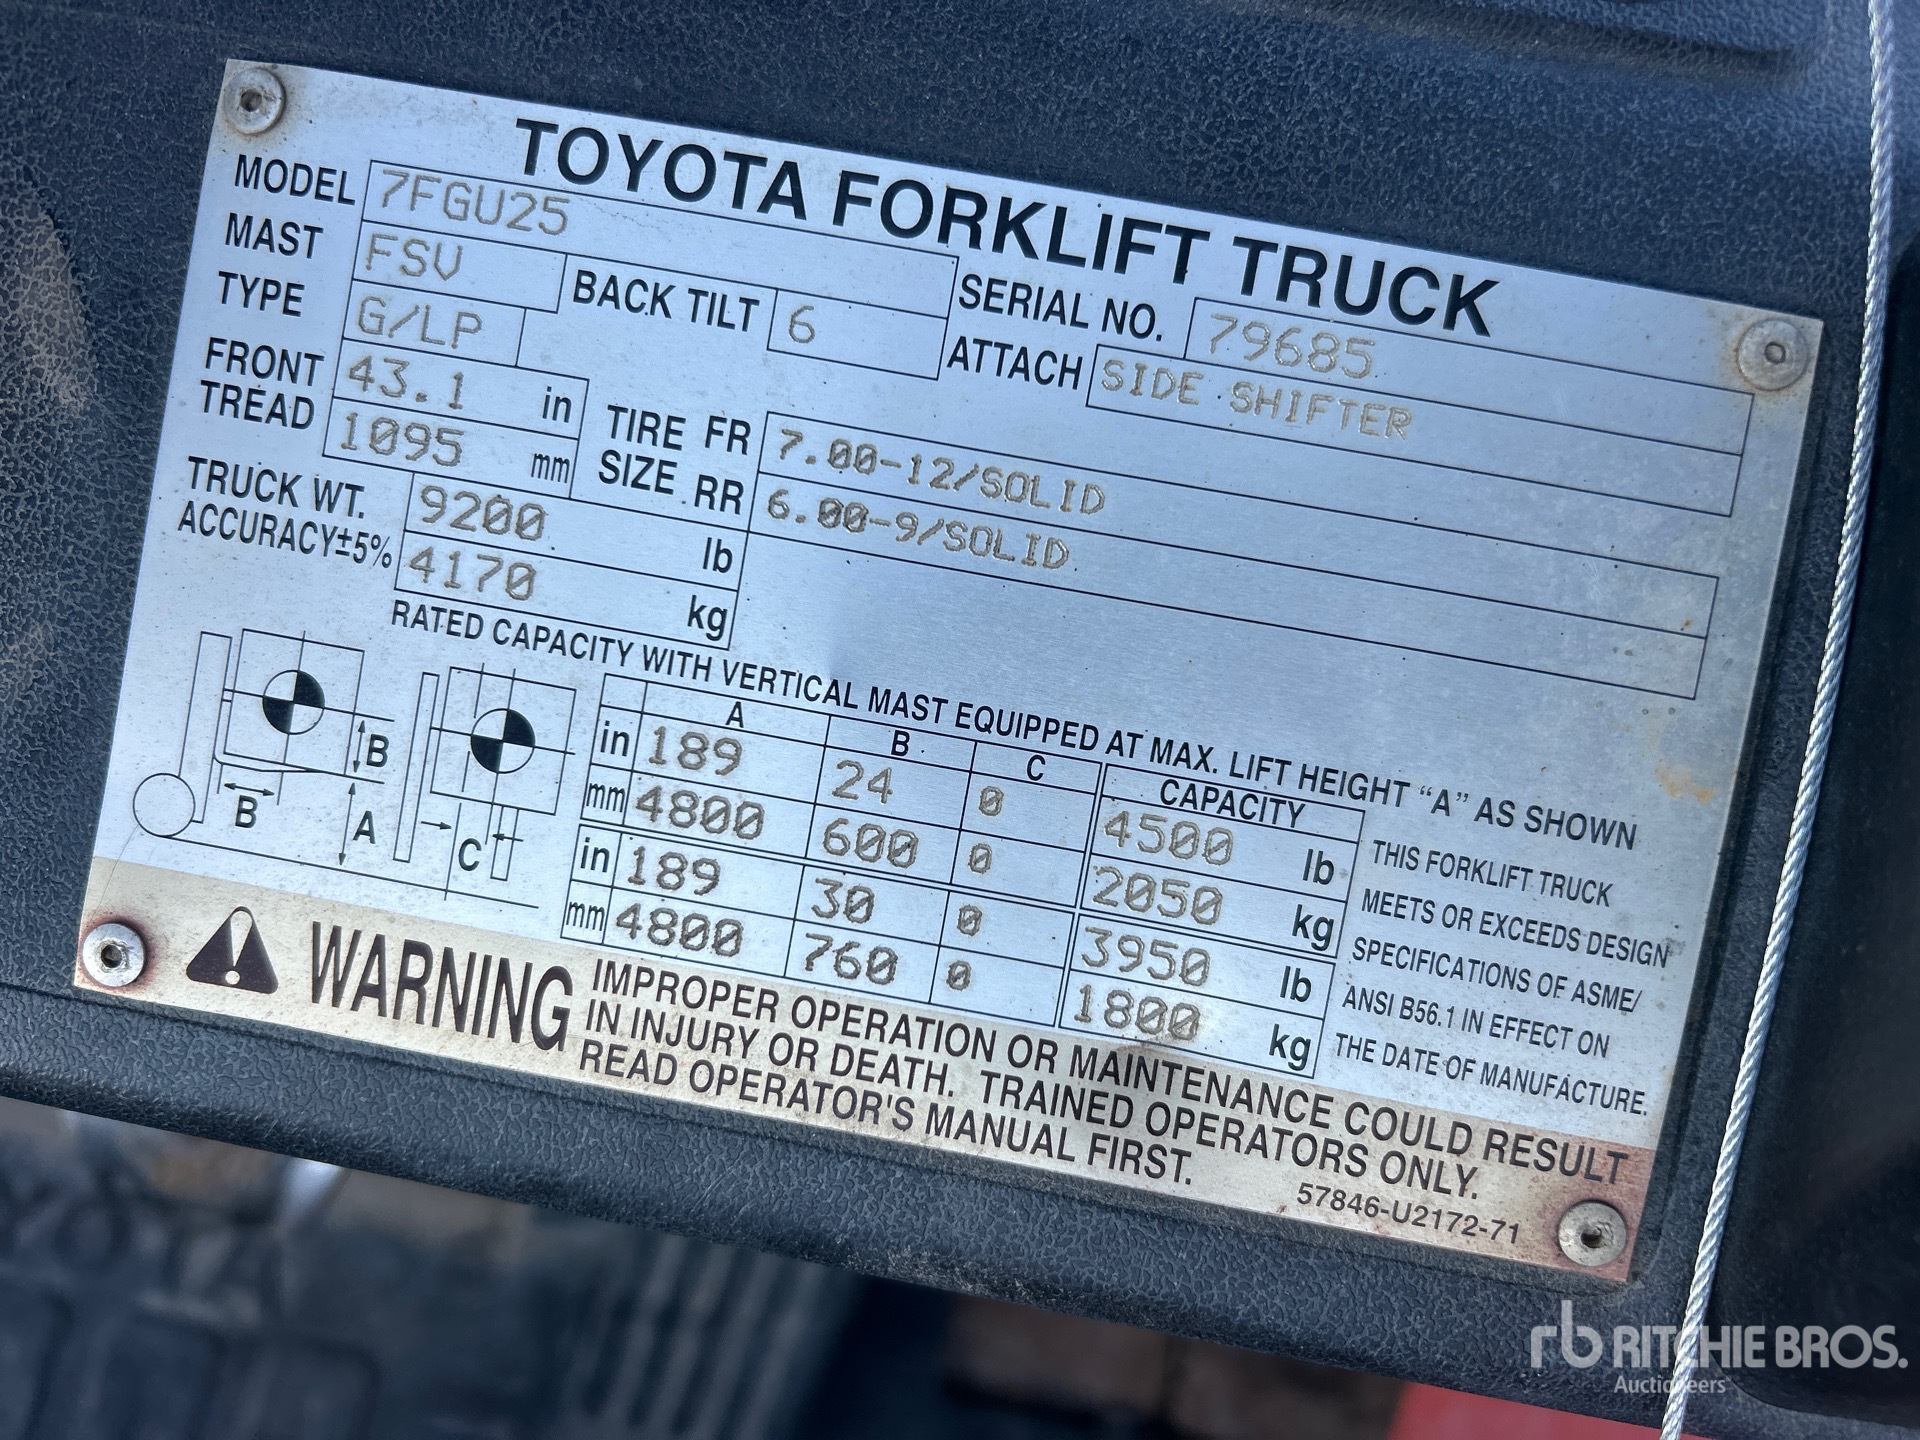 TOYOTA FORKLIFT TRUCK
MODEL 7FGU25 SERIAL NO. 79685
MAST FSV BACK TILT 6 ATTACH SIDE SHIFTER
TYPE G/LP
FRONT TREAD 43.1 in
1095 mm
TIRE SIZE FR 7.00-12/SOLID
RR 6.00-9/SOLID
TRUCK WT. 9200 lb
ACCURACY±5% 4170 kg
RATED CAPACITY WITH VERTICAL MAST EQUIPPED AT MAX. LIFT HEIGHT "A" AS SHOWN
A B C CAPACITY
in 189 24 0 4500 lb
mm 4800 600 0 2050 kg
in 189 30 0 3950 lb
mm 4800 760 0 1800 kg
B B A C
THIS FORKLIFT TRUCK
MEETS OR EXCEEDS DESIGN
SPECIFICATIONS OF ASME/
ANSI B56.1 IN EFFECT ON
THE DATE OF MANUFACTURE.
WARNING
IMPROPER OPERATION OR MAINTENANCE COULD RESULT
IN INJURY OR DEATH. TRAINED OPERATORS ONLY.
READ OPERATOR'S MANUAL FIRST.
57846-U2172-71
rb RITCHIE BROS.
Auctioneers